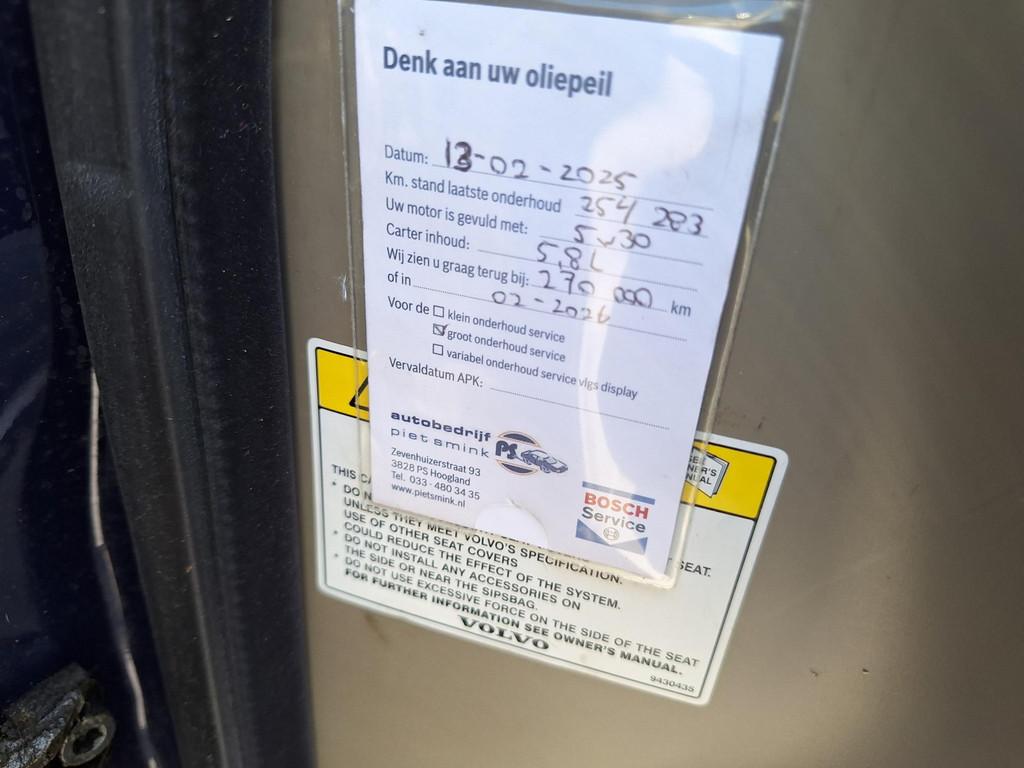 Denk aan uw oliepeil
Datum: 13-02-2025
Km. stand laatste onderhoud 254 283
Uw motor is gevuld met: 5w30
Carter inhoud: 5,8 L
Wij zien u graag terug bij: 270 000 km
of in 02-2026
Voor de ☐ klein onderhoud service
☑ groot onderhoud service
☐ variabel onderhoud service vlgs display
Vervaldatum APK:
autobedrijf
piet smink PS
Zevenhuizerstraat 93
3828 PS Hoogland
Tel. 033 - 480 34 35
www.pietsmink.nl
BOSCH
Service
THIS
SEAT.
UNLESS THEY MEET VOLVO'S SPECIFICATION.
USE OF OTHER SEAT COVERS
COULD REDUCE THE EFFECT OF THE SYSTEM.
• DO NOT INSTALL ANY ACCESSORIES ON
THE SIDE OR NEAR THE SIPSBAG.
• DO NOT USE EXCESSIVE FORCE ON THE SIDE OF THE SEAT
FOR FURTHER INFORMATION SEE OWNER'S MANUAL.
VOLVO
9430435